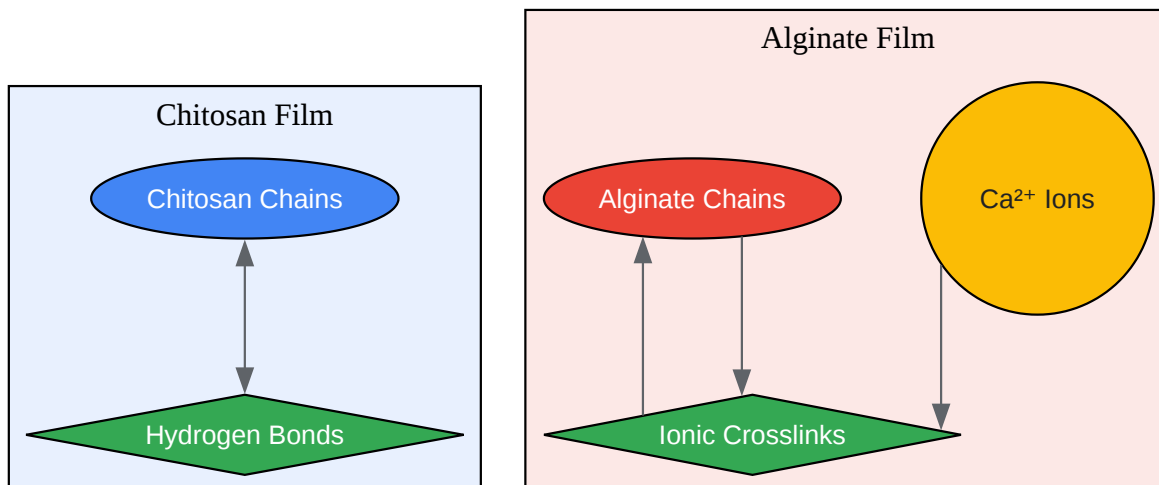 Chitosan Film
Chitosan Chains
Hydrogen Bonds
Alginate Film
Alginate Chains
Ca²⁺ Ions
Ionic Crosslinks